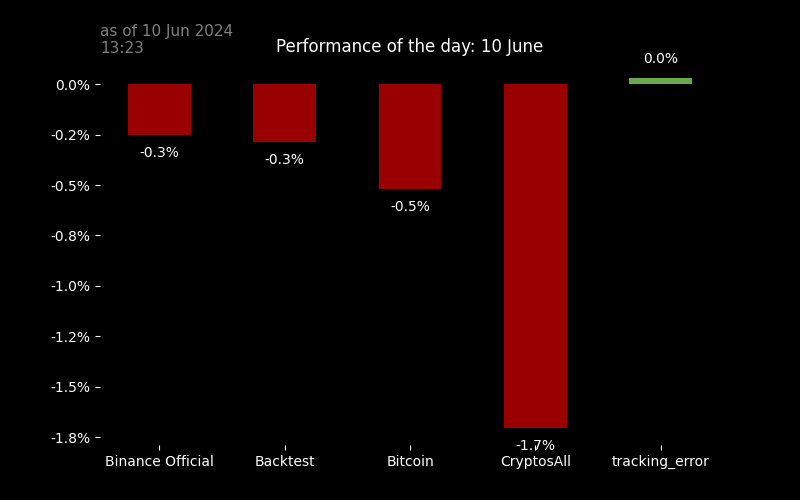 as of 10 Jun 2024
13:23
Performance of the day: 10 June
0.0%
0.0%
-0.2%
-0.3%
-0.3%
-0.5%
-0.5%
-0.8%
-1.0%
-1.2%
-1.5%
-1.8%
-1.7%
Binance Official
Backtest
Bitcoin
CryptosAll
tracking_error